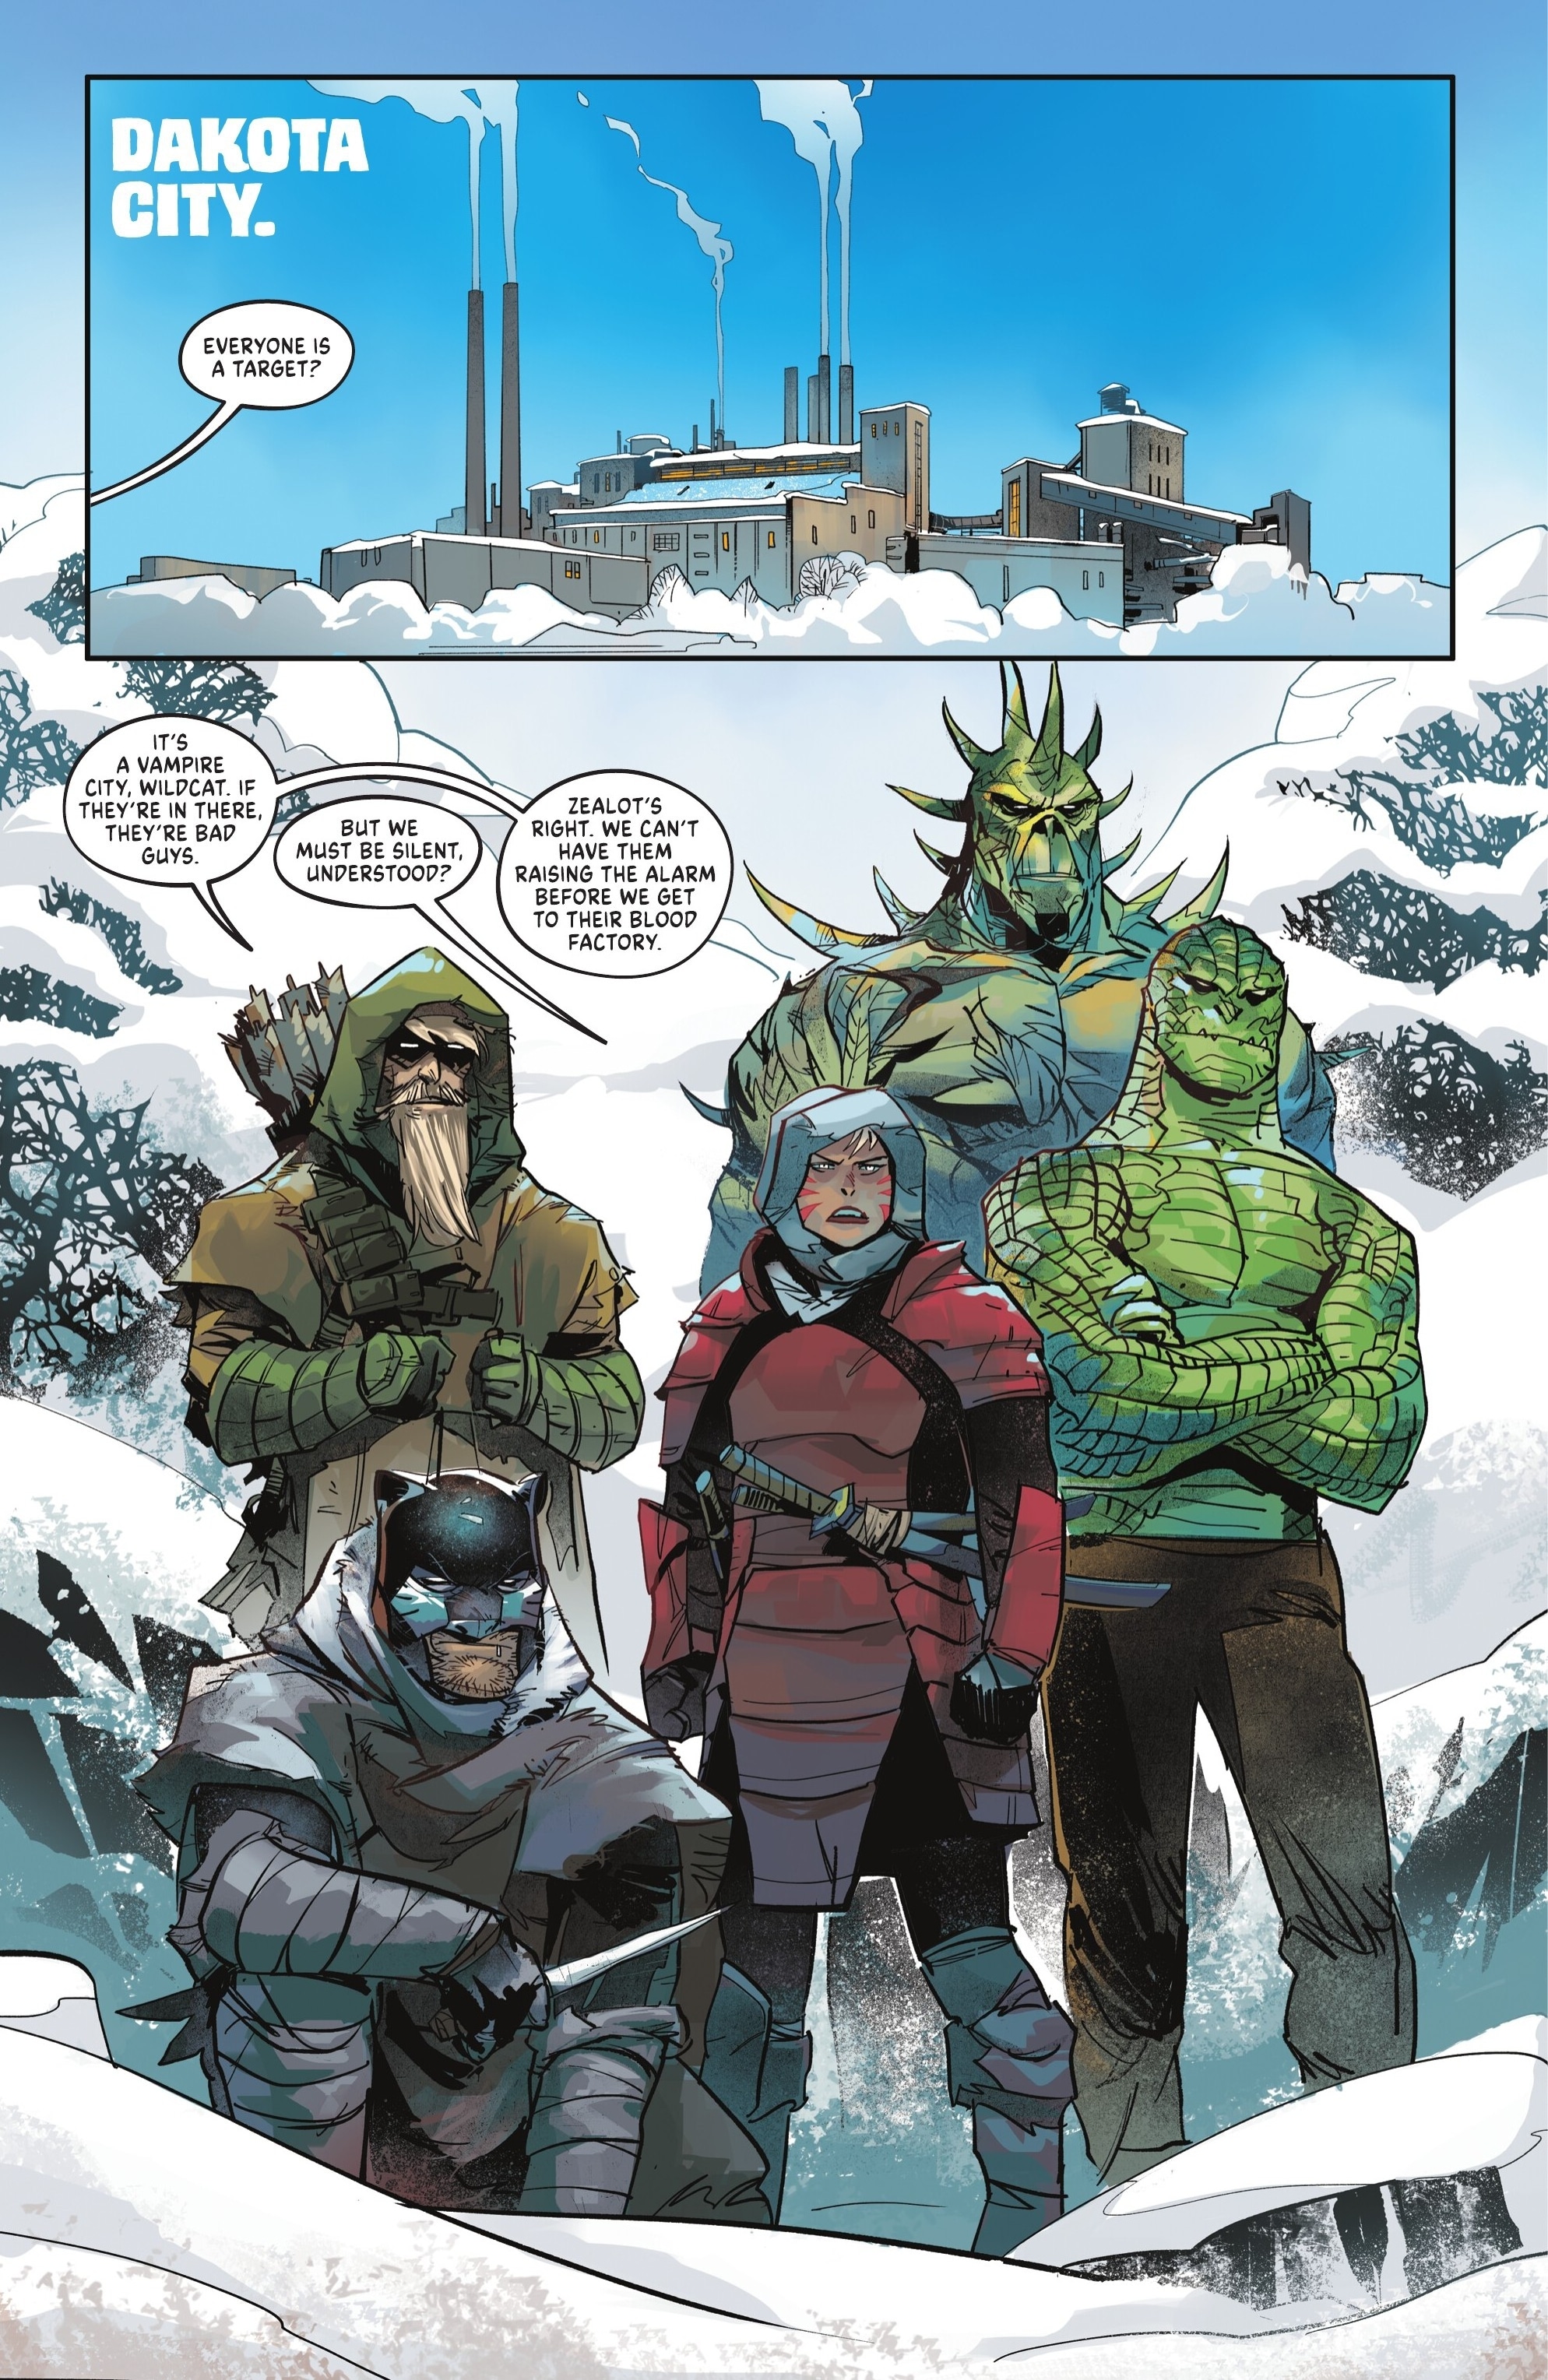 DAKOTA
CITY.
EVERYONE IS
A TARGET?
IT'S
A VAMPIRE
CITY, WILDCAT. IF
THEY'RE IN THERE,
THEY'RE BAD
GUYS.
BUT WE
MUST BE SILENT,
UNDERSTOOD?
ZEALOT'S
RIGHT. WE CAN'T
HAVE THEM
RAISING THE ALARM
BEFORE WE GET
TO THEIR BLOOD
FACTORY.